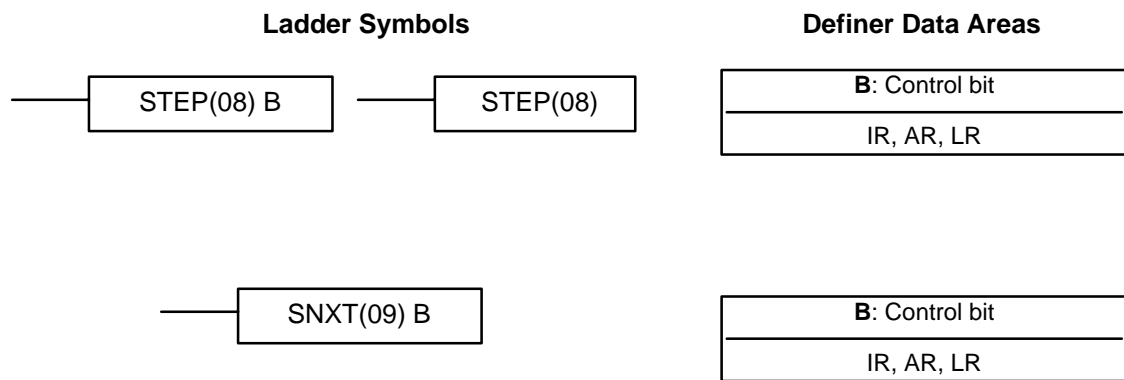 Ladder Symbols
Definer Data Areas
STEP(08) B
STEP(08)
B: Control bit
IR, AR, LR
SNXT(09) B
B: Control bit
IR, AR, LR